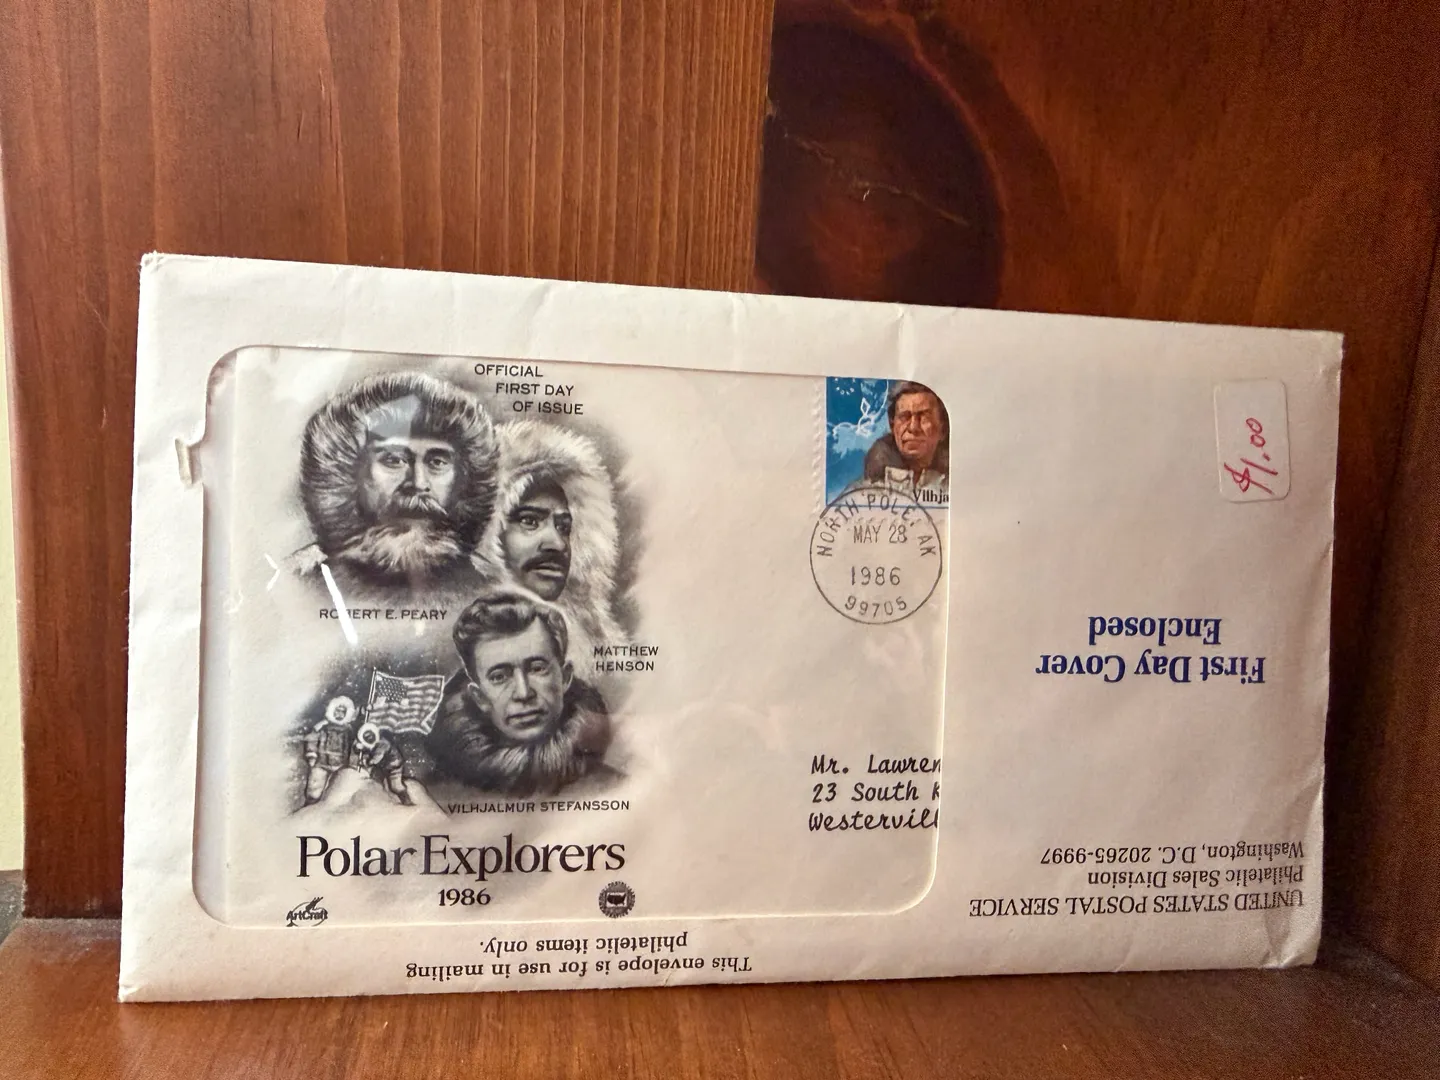 OFFICIAL
FIRST DAY
OF ISSUE
ROBERT E. PEARY
MATTHEW
HENSON
VILHJALMUR STEFANSSON
Polar Explorers
1986
ArtCraft
Vilhja
NORTH POLE, AK
MAY 28
1986
99705
Mr. Lawren
23 South K
Westervill
$1.00
First Day Cover
Enclosed
UNITED STATES POSTAL SERVICE
Philatelic Sales Division
Washington, D.C. 20265-9997
This envelope is for use in mailing
philatelic items only.